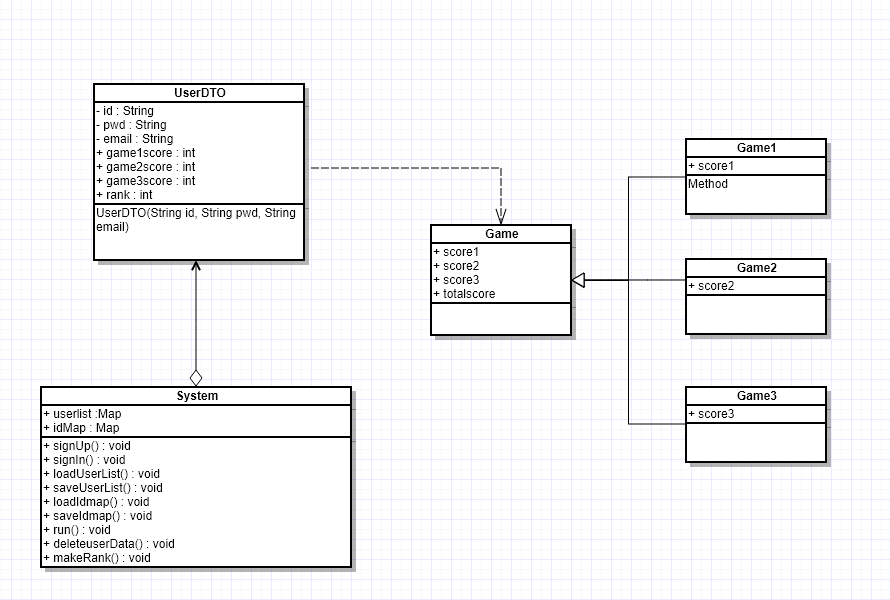 UserDTO
- id : String
- pwd : String
- email : String
+ game1score : int
+ game2score : int
+ game3score : int
+ rank : int
UserDTO(String id, String pwd, String
email)
Game
+ score1
+ score2
+ score3
+ totalscore
Game1
+ score1
Method
Game2
+ score2
Game3
+ score3
System
+ userlist :Map
+ idMap : Map
+ signUp() : void
+ signIn() : void
+ loadUserList() : void
+ saveUserList() : void
+ loadIdmap() : void
+ saveIdmap() : void
+ run() : void
+ deleteuserData() : void
+ makeRank() : void